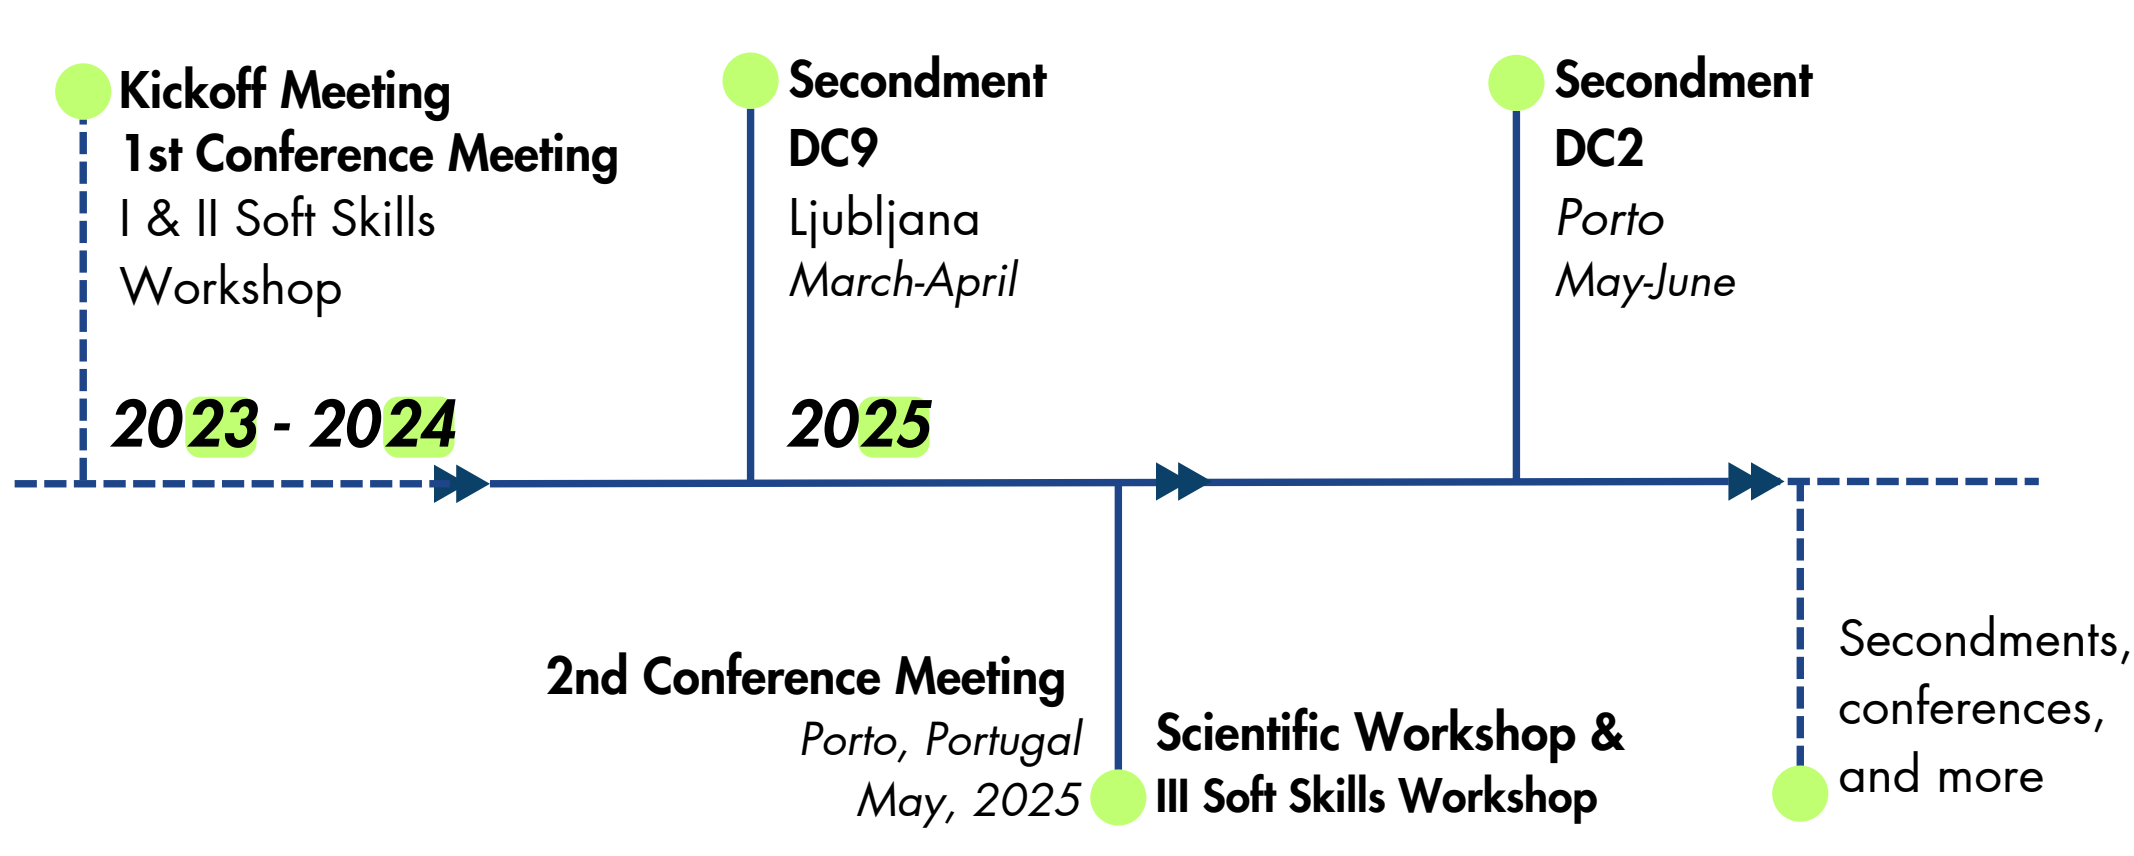 Kickoff Meeting
1st Conference Meeting
I & II Soft Skills
Workshop
2023 - 2024
Secondment
DC9
Ljubljana
March-April
2025
2nd Conference Meeting
Porto, Portugal
May, 2025
Scientific Workshop &
III Soft Skills Workshop
Secondment
DC2
Porto
May-June
Secondments,
conferences,
and more